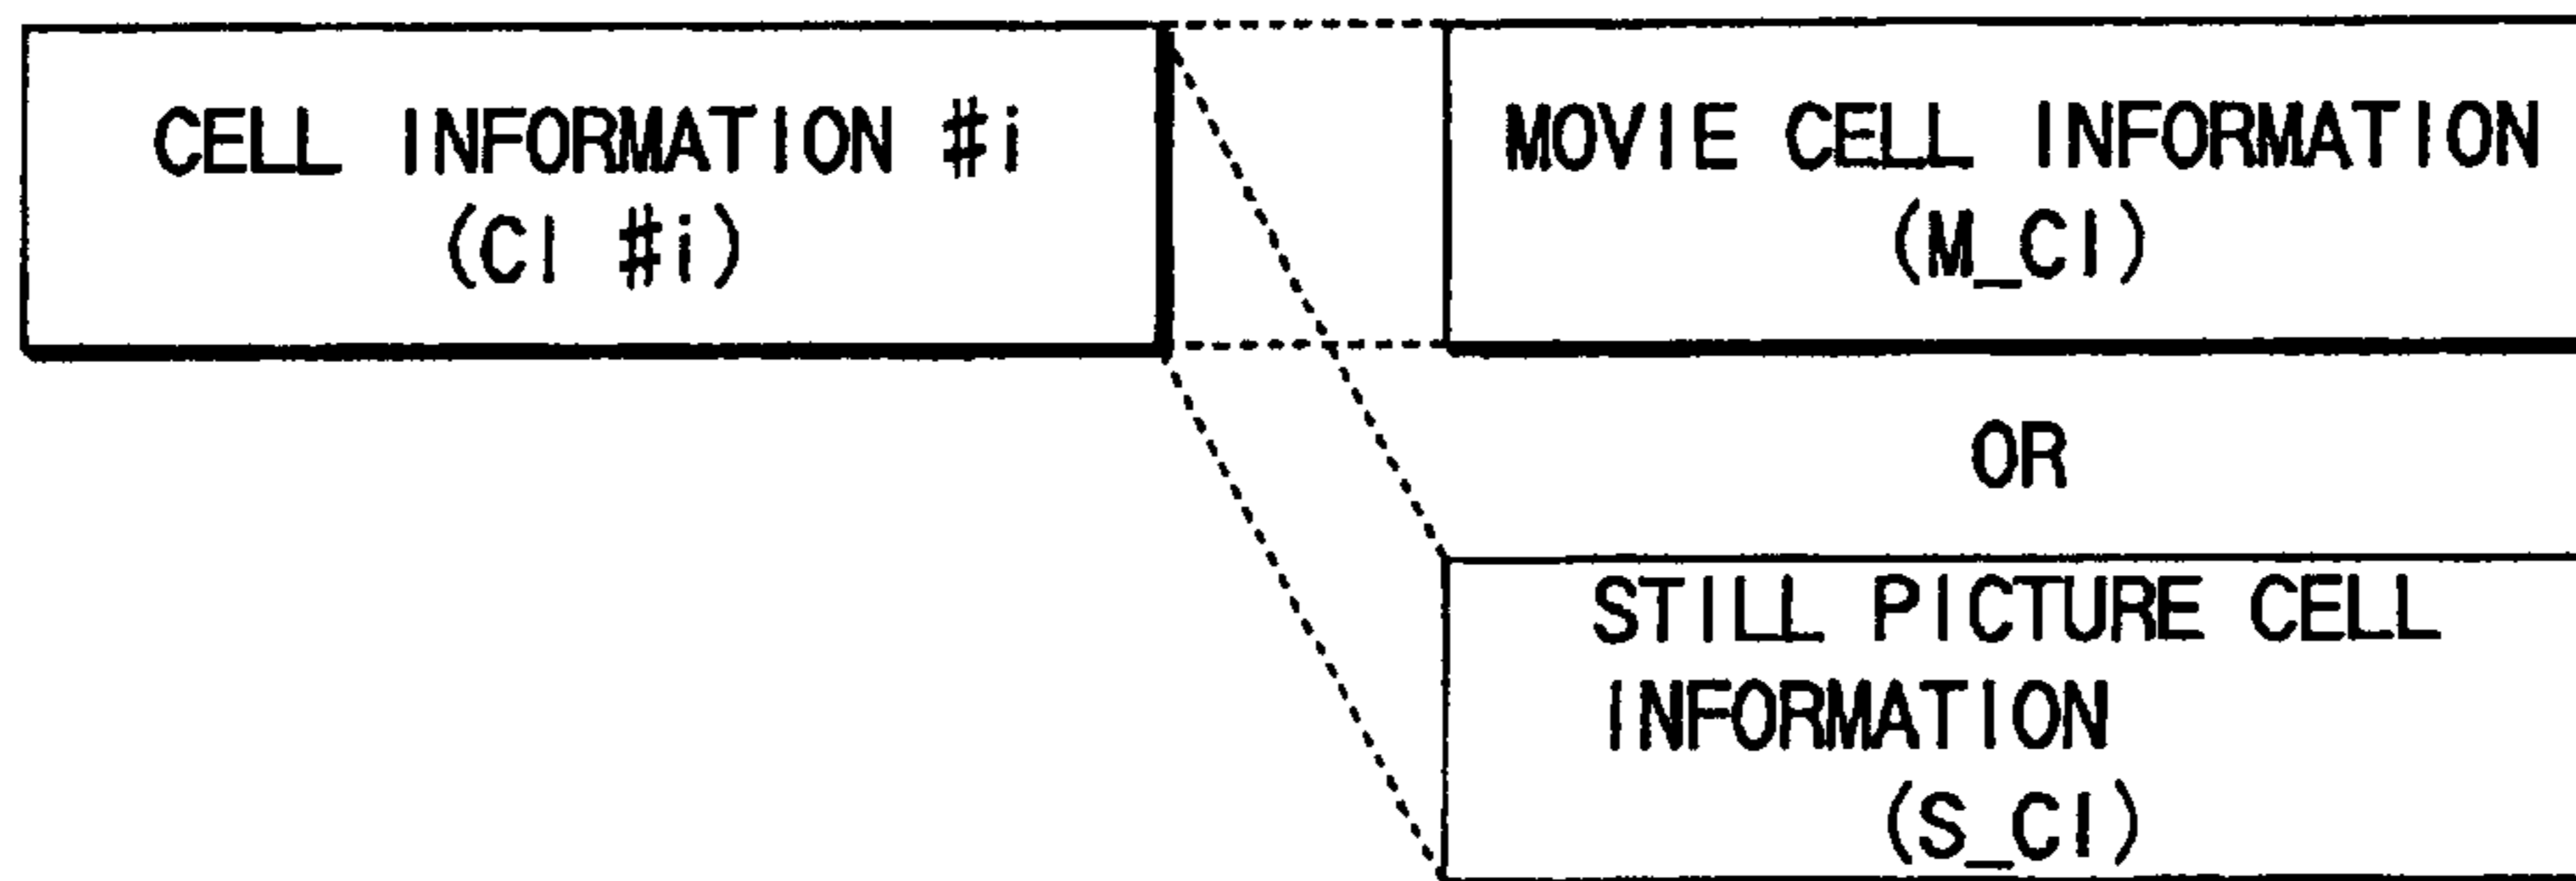 CELL INFORMATION #i
(CI #i)
MOVIE CELL INFORMATION
(M_CI)
OR
STILL PICTURE CELL
INFORMATION
(S_CI)